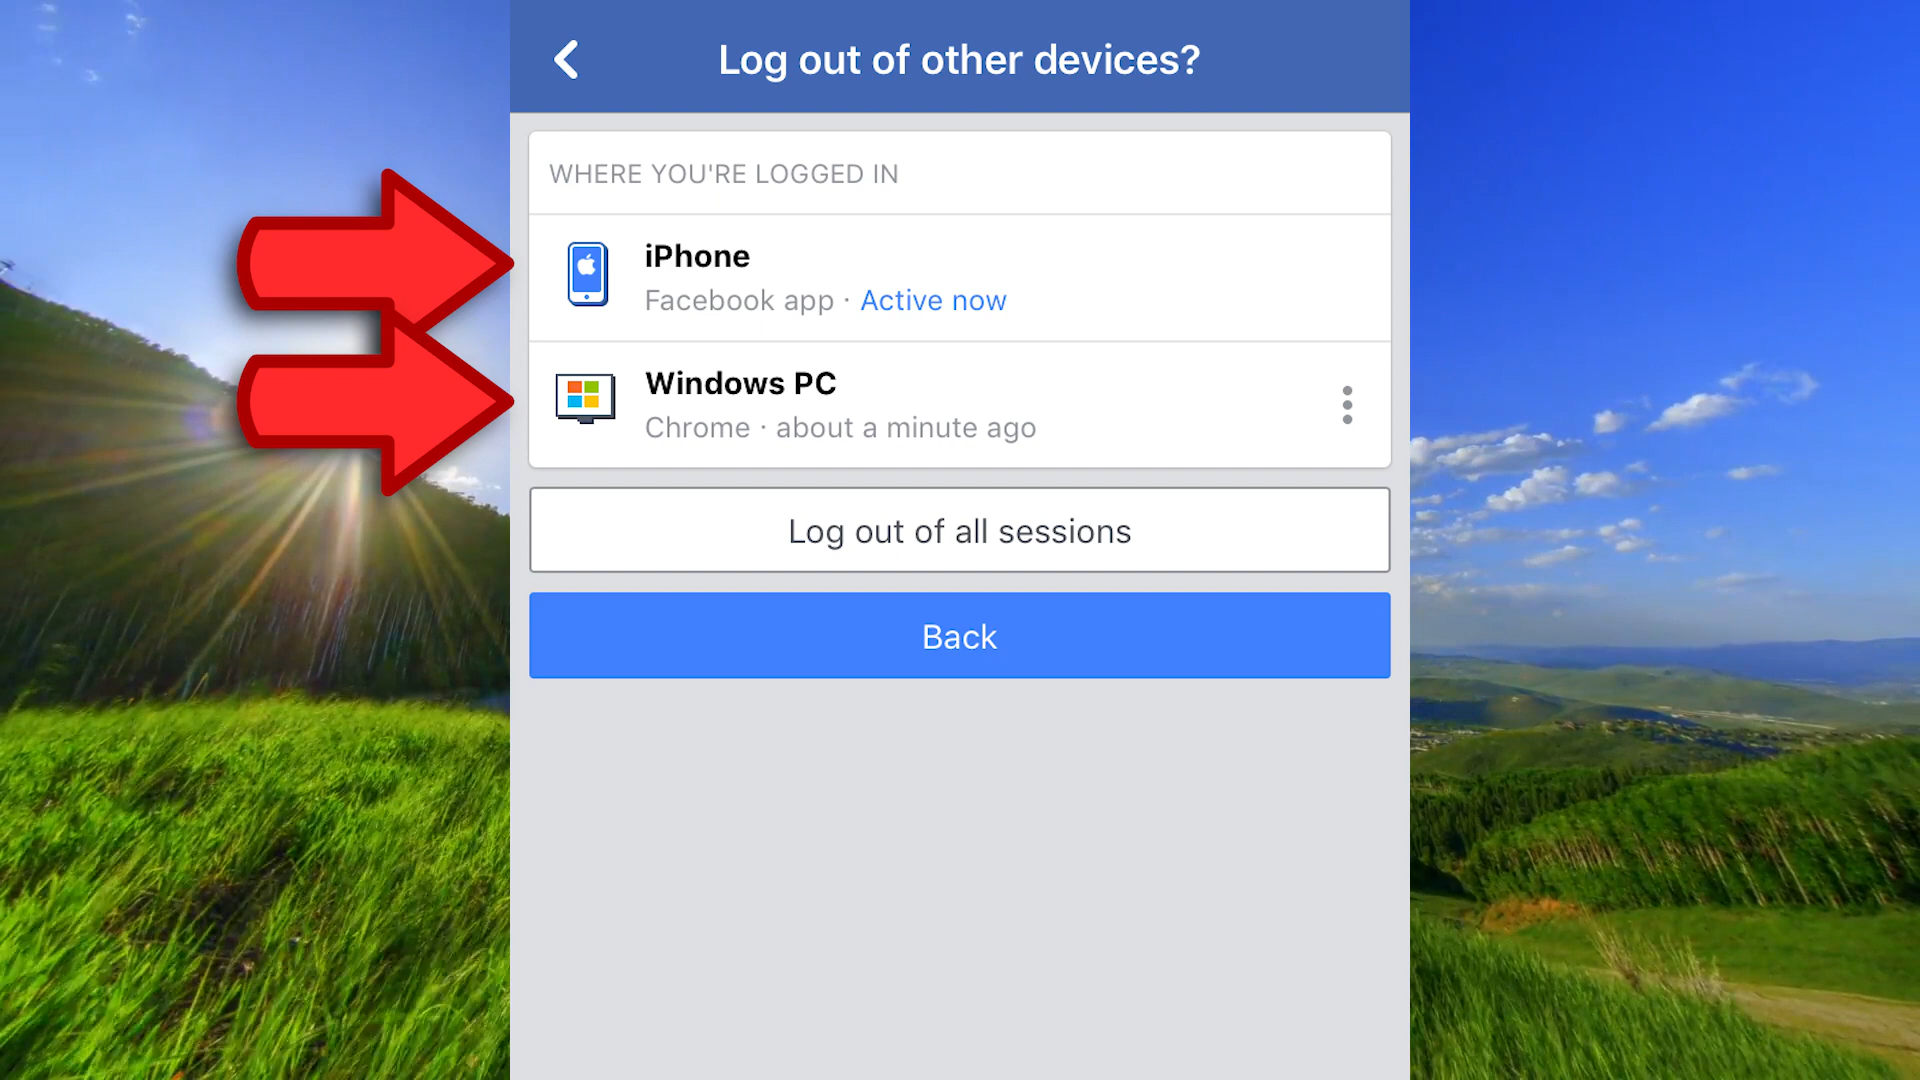 Log out of other devices?
WHERE YOU'RE LOGGED IN
iPhone
Facebook app · Active now
Windows PC
Chrome · about a minute ago
Log out of all sessions
Back